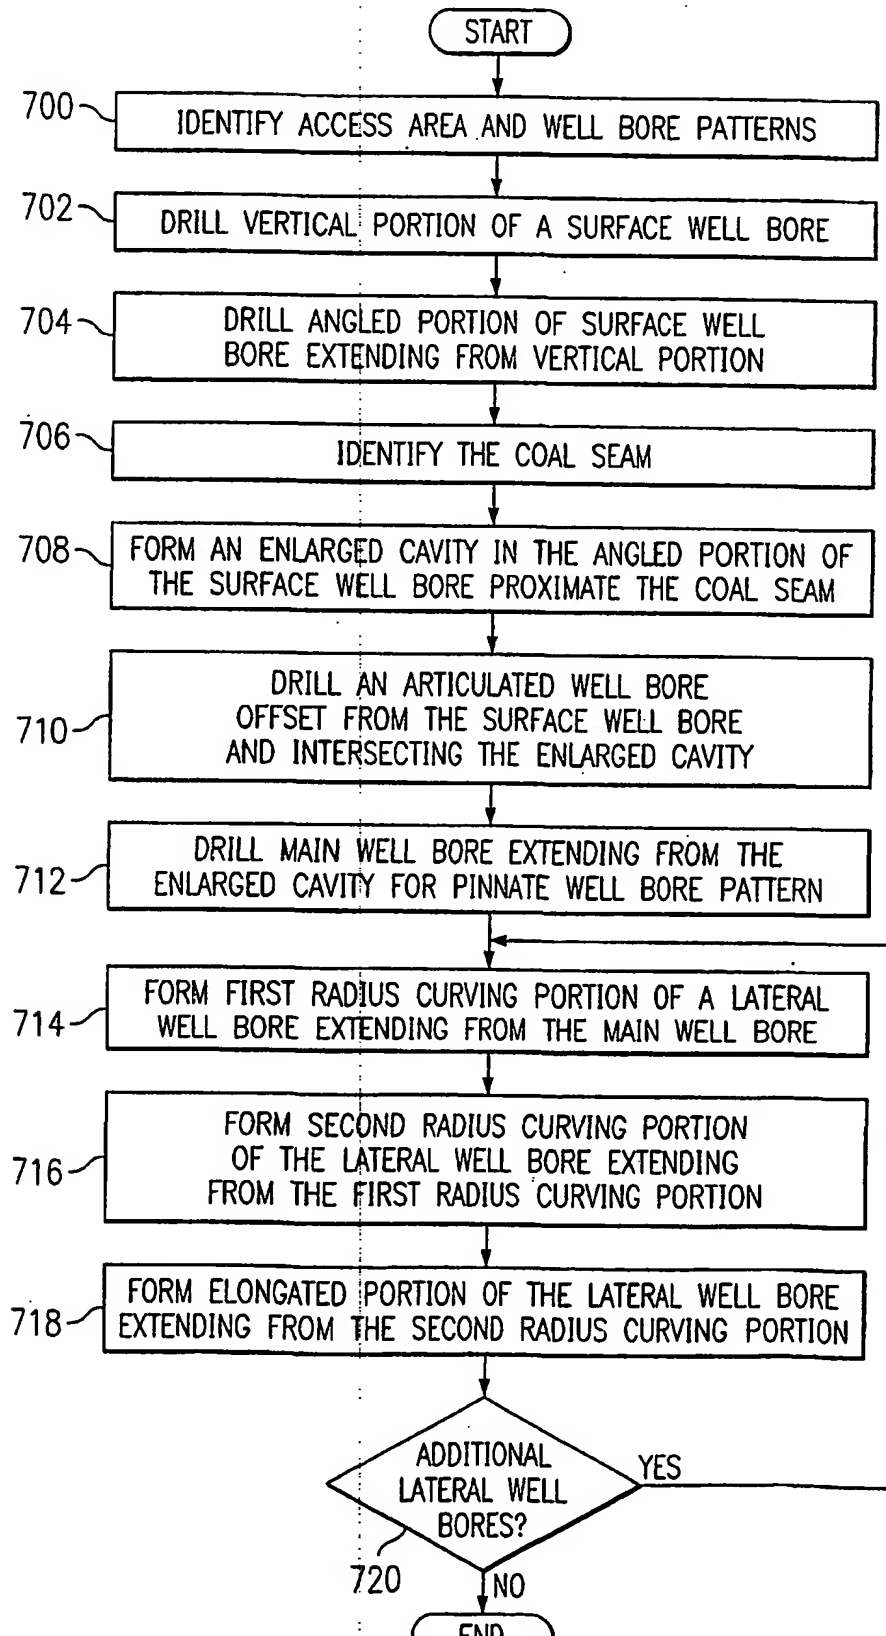 START
700
IDENTIFY ACCESS AREA AND WELL BORE PATTERNS
702
DRILL VERTICAL PORTION OF A SURFACE WELL BORE
704
DRILL ANGLED PORTION OF SURFACE WELL
BORE EXTENDING FROM VERTICAL PORTION
706
IDENTIFY THE COAL SEAM
708
FORM AN ENLARGED CAVITY IN THE ANGLED PORTION OF
THE SURFACE WELL BORE PROXIMATE THE COAL SEAM
710
DRILL AN ARTICULATED WELL BORE
OFFSET FROM THE SURFACE WELL BORE
AND INTERSECTING THE ENLARGED CAVITY
712
DRILL MAIN WELL BORE EXTENDING FROM THE
ENLARGED CAVITY FOR PINNATE WELL BORE PATTERN
714
FORM FIRST RADIUS CURVING PORTION OF A LATERAL
WELL BORE EXTENDING FROM THE MAIN WELL BORE
716
FORM SECOND RADIUS CURVING PORTION
OF THE LATERAL WELL BORE EXTENDING
FROM THE FIRST RADIUS CURVING PORTION
718
FORM ELONGATED PORTION OF THE LATERAL WELL BORE
EXTENDING FROM THE SECOND RADIUS CURVING PORTION
ADDITIONAL
LATERAL WELL
BORES?
YES
720
NO
END